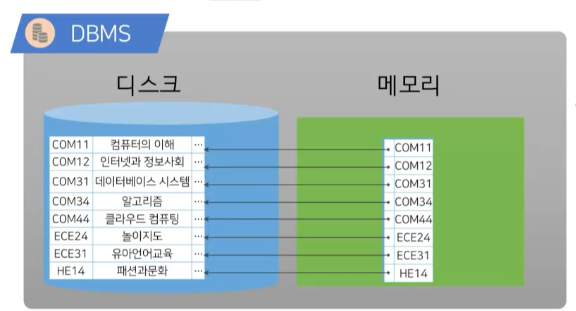 DBMS
디스크
메모리
COM11 컴퓨터의 이해 ...
COM12 인터넷과 정보사회 ...
COM31 데이터베이스 시스템 ...
COM34 알고리즘 ...
COM44 클라우드 컴퓨팅 ...
ECE24 놀이지도 ...
ECE31 유아언어교육 ...
HE14 패션과문화 ...
COM11
COM12
COM31
COM34
COM44
ECE24
ECE31
HE14